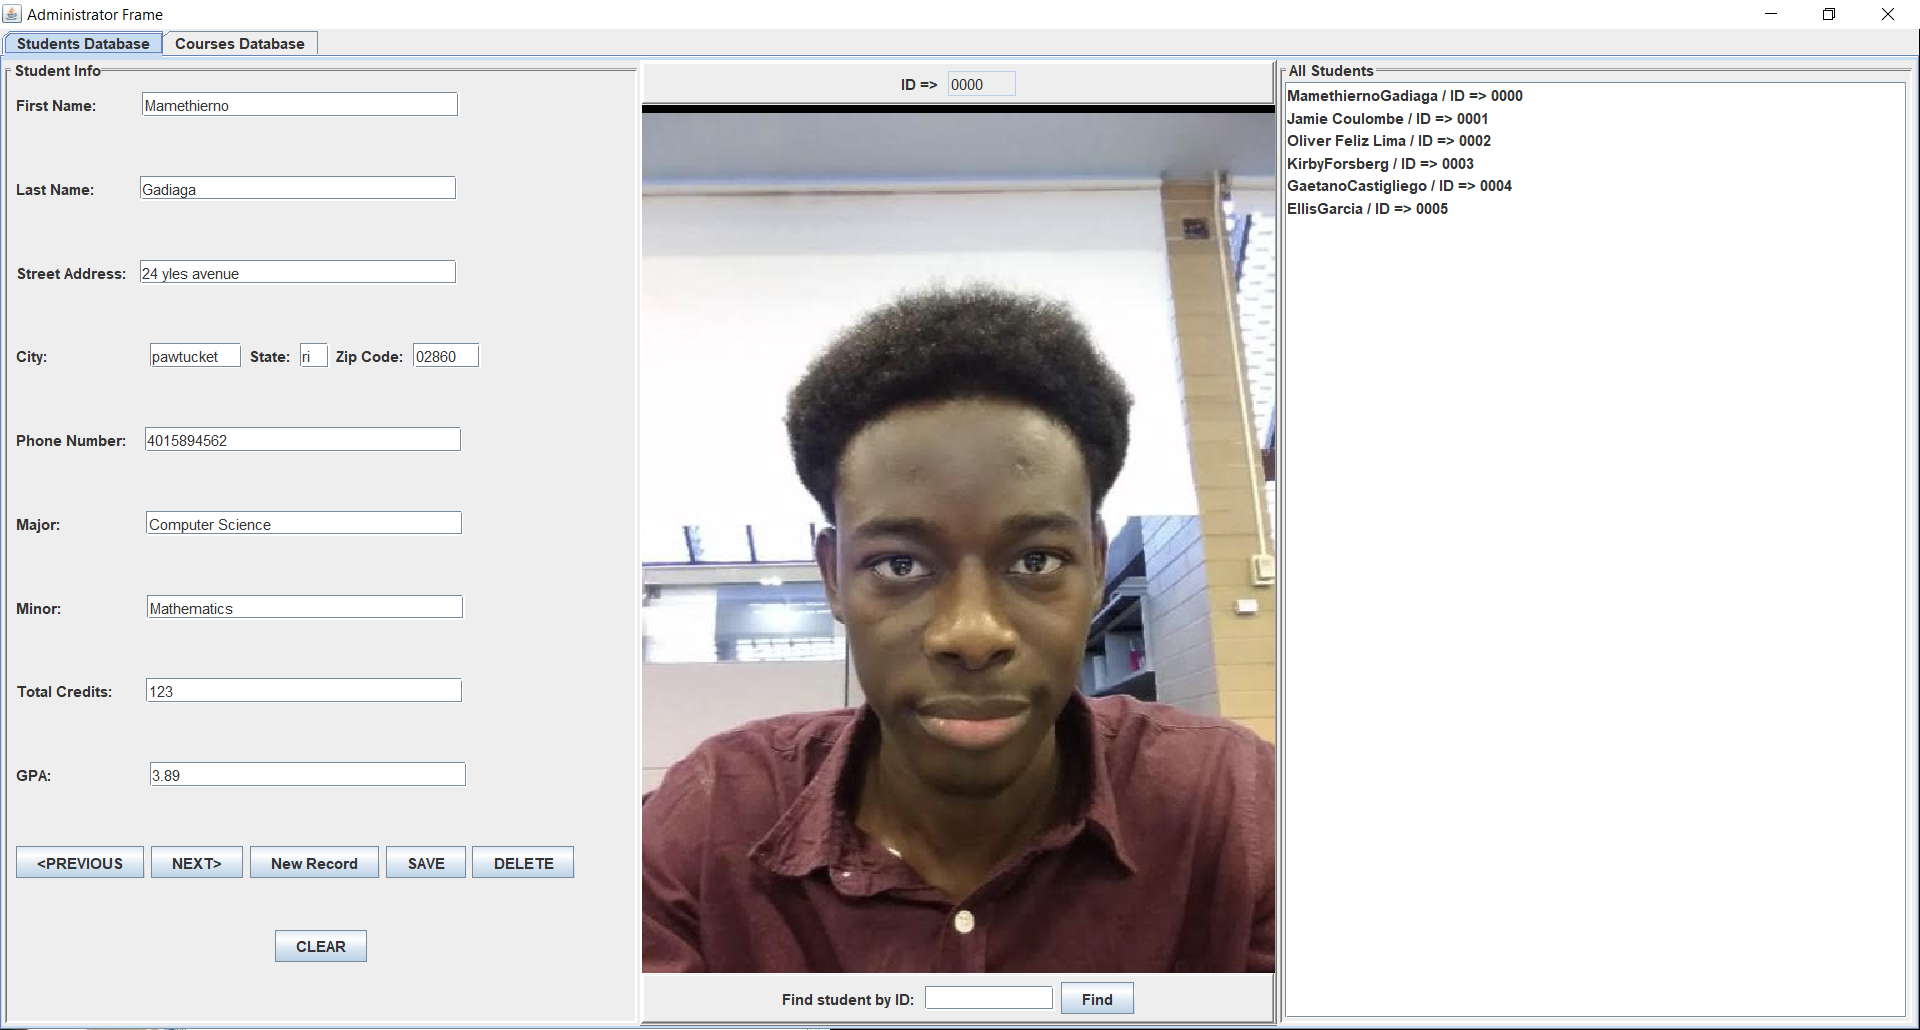 Administrator Frame
Students Database
Courses Database
Student Info
First Name: Mamethierno
Last Name: Gadiaga
Street Address: 24 yles avenue
City: pawtucket State: ri Zip Code: 02860
Phone Number: 4015894562
Major: Computer Science
Minor: Mathematics
Total Credits: 123
GPA: 3.89
<PREVIOUS NEXT> New Record SAVE DELETE
CLEAR
ID => 0000
Find student by ID: Find
All Students
MamethiernoGadiaga / ID => 0000
Jamie Coulombe / ID => 0001
Oliver Feliz Lima / ID => 0002
KirbyForsberg / ID => 0003
GaetanoCastigliego / ID => 0004
EllisGarcia / ID => 0005